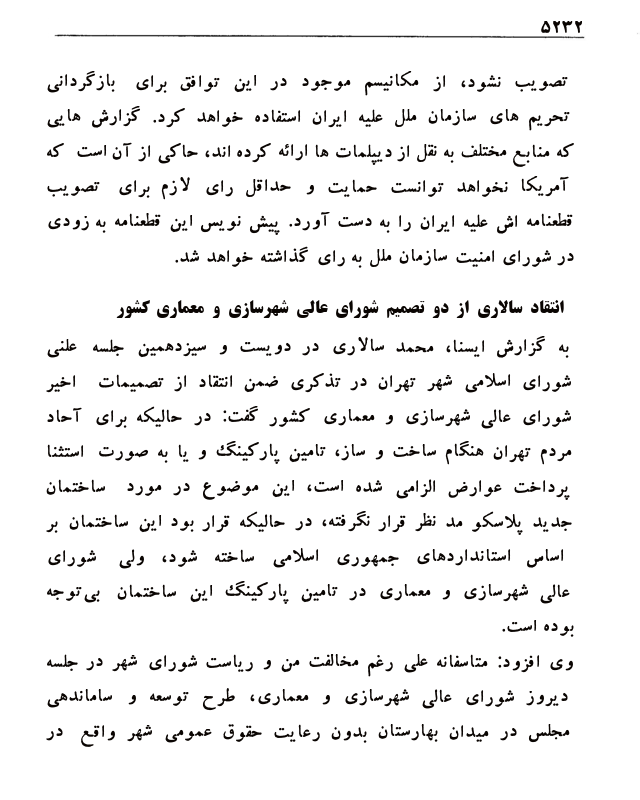 ۵۲۳۲
تصویب نشود، از مکانیسم موجود در این توافق برای بازگردانی
تحریم های سازمان ملل علیه ایران استفاده خواهد کرد. گزارش هایی
که منابع مختلف به نقل از دیپلمات ها ارائه کرده اند، حاکی از آن است که
آمریکا نخواهد توانست حمایت و حداقل رای لازم برای تصویب
قطعنامه اش علیه ایران را به دست آورد. پیش نویس این قطعنامه به زودی
در شورای امنیت سازمان ملل به رای گذاشته خواهد شد.
انتقاد سالاری از دو تصمیم شورای عالی شهرسازی و معماری کشور
به گزارش ایسنا، محمد سالاری در دویست و سیزدهمین جلسه علنی
شورای اسلامی شهر تهران در تذکری ضمن انتقاد از تصمیمات اخیر
شورای عالی شهرسازی و معماری کشور گفت: در حالیکه برای آحاد
مردم تهران هنگام ساخت و ساز، تامین پارکینگ و یا به صورت استثنا
پرداخت عوارض الزامی شده است، این موضوع در مورد ساختمان
جدید پلاسکو مد نظر قرار نگرفته، در حالیکه قرار بود این ساختمان بر
اساس استانداردهای جمهوری اسلامی ساخته شود، ولی شورای
عالی شهرسازی و معماری در تامین پارکینگ این ساختمان بی‌توجه
بوده است.
وی افزود: متاسفانه علی رغم مخالفت من و ریاست شورای شهر در جلسه
دیروز شورای عالی شهرسازی و معماری، طرح توسعه و ساماندهی
مجلس در میدان بهارستان بدون رعایت حقوق عمومی شهر واقع در